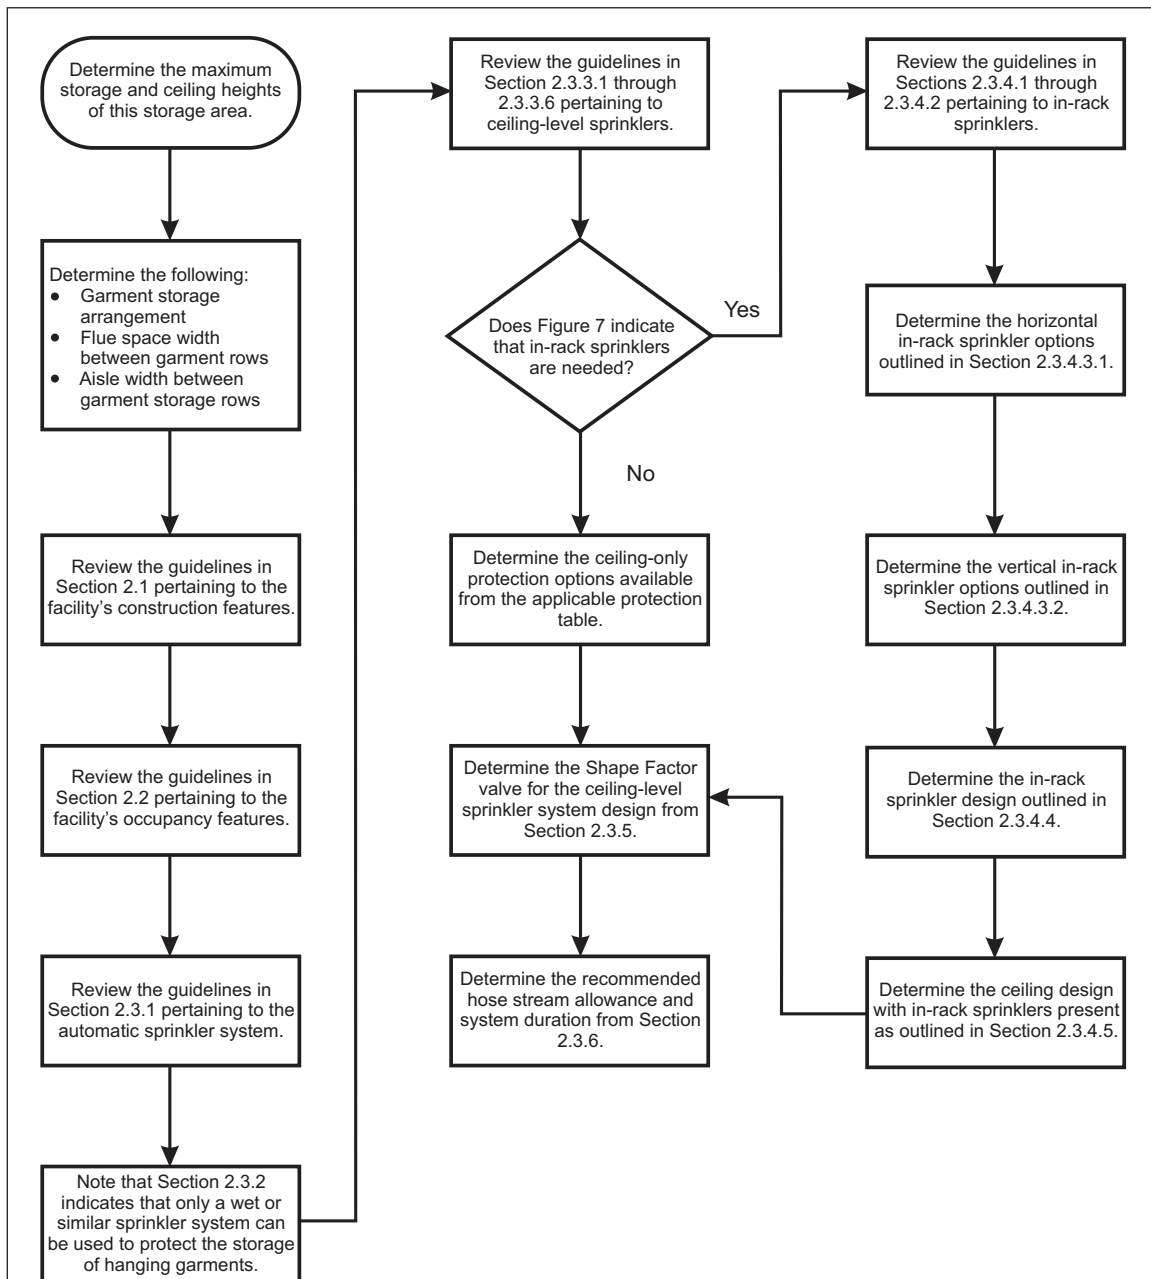 Determine the maximum
storage and ceiling heights
of this storage area.
Determine the following:
● Garment storage
arrangement
● Flue space width
between garment rows
● Aisle width between
garment storage rows
Review the guidelines in
Section 2.1 pertaining to the
facility's construction features.
Review the guidelines in
Section 2.2 pertaining to the
facility's occupancy features.
Review the guidelines in
Section 2.3.1 pertaining to the
automatic sprinkler system.
Note that Section 2.3.2
indicates that only a wet or
similar sprinkler system can
be used to protect the storage
of hanging garments.
Review the guidelines in
Section 2.3.3.1 through
2.3.3.6 pertaining to
ceiling-level sprinklers.
Does Figure 7 indicate
that in-rack sprinklers
are needed?
Yes
No
Determine the ceiling-only
protection options available
from the applicable protection
table.
Determine the Shape Factor
valve for the ceiling-level
sprinkler system design from
Section 2.3.5.
Determine the recommended
hose stream allowance and
system duration from Section
2.3.6.
Review the guidelines in
Sections 2.3.4.1 through
2.3.4.2 pertaining to in-rack
sprinklers.
Determine the horizontal
in-rack sprinkler options
outlined in Section 2.3.4.3.1.
Determine the vertical in-rack
sprinkler options outlined in
Section 2.3.4.3.2.
Determine the in-rack
sprinkler design outlined in
Section 2.3.4.4.
Determine the ceiling design
with in-rack sprinklers present
as outlined in Section 2.3.4.5.